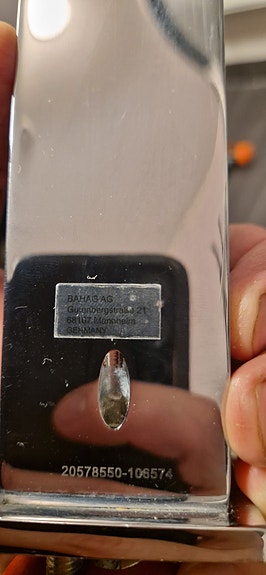 BAHAG AG
Gutenbergstraße 21
68167 Mannheim
GERMANY
20578550-106574